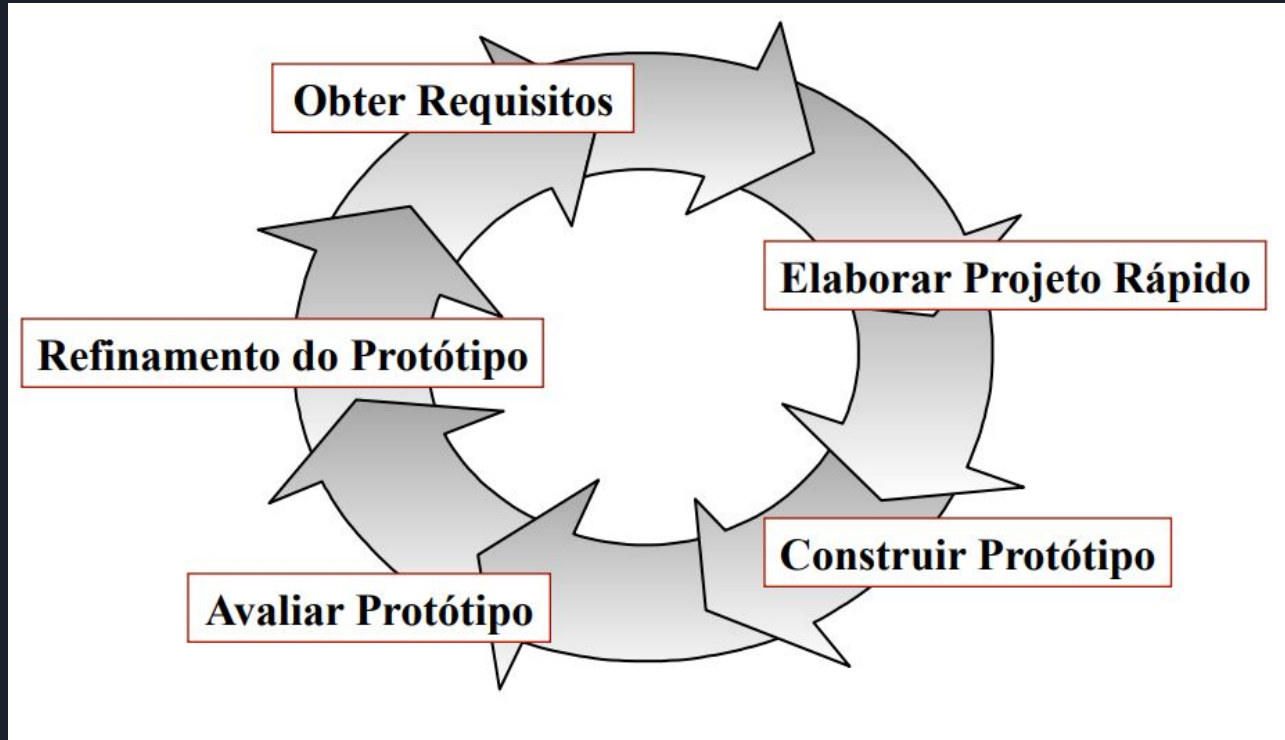 Obter Requisitos
Elaborar Projeto Rápido
Refinamento do Protótipo
Construir Protótipo
Avaliar Protótipo